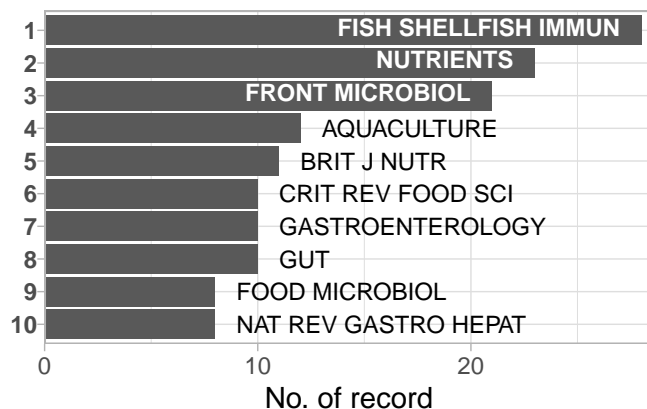 1 FISH SHELLFISH IMMUN
2 NUTRIENTS
3 FRONT MICROBIOL
4 AQUACULTURE
5 BRIT J NUTR
6 CRIT REV FOOD SCI
7 GASTROENTEROLOGY
8 GUT
9 FOOD MICROBIOL
10 NAT REV GASTRO HEPAT
0 10 20
No. of record